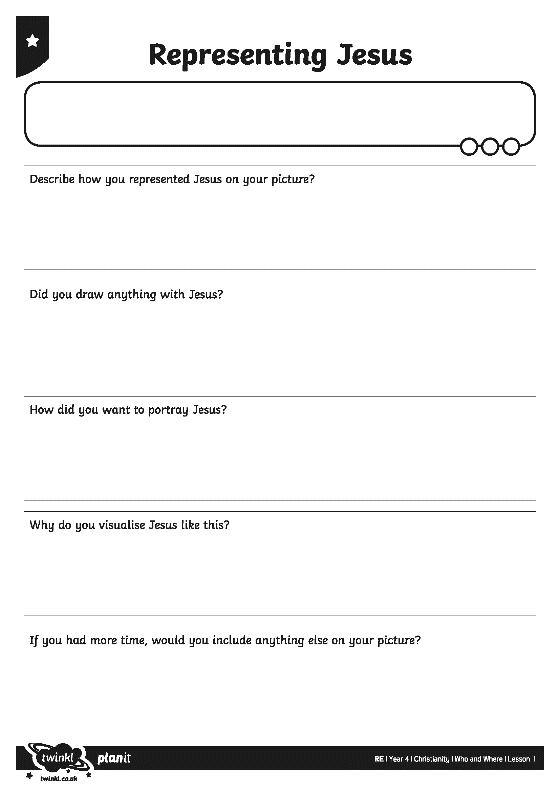 Representing Jesus
Describe how you represented Jesus on your picture?
Did you draw anything with Jesus?
How did you want to portray Jesus?
Why do you visualise Jesus like this?
If you had more time, would you include anything else on your picture?
twinkl planit
twinkl.co.uk
RE | Year 4 | Christianity | Who and Where | Lesson 1